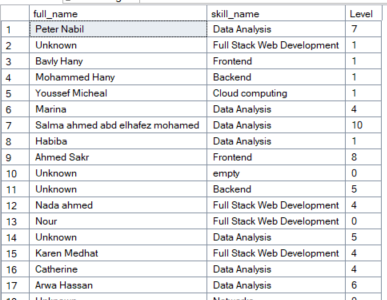 full_name skill_name Level
1 Peter Nabil Data Analysis 7
2 Unknown Full Stack Web Development 1
3 Bavly Hany Frontend 1
4 Mohammed Hany Backend 1
5 Youssef Micheal Cloud computing 1
6 Marina Data Analysis 4
7 Salma ahmed abd elhafez mohamed Data Analysis 10
8 Habiba Data Analysis 1
9 Ahmed Sakr Frontend 8
10 Unknown empty 0
11 Unknown Backend 5
12 Nada ahmed Full Stack Web Development 4
13 Nour Full Stack Web Development 0
14 Unknown Data Analysis 5
15 Karen Medhat Full Stack Web Development 4
16 Catherine Data Analysis 4
17 Arwa Hassan Data Analysis 6